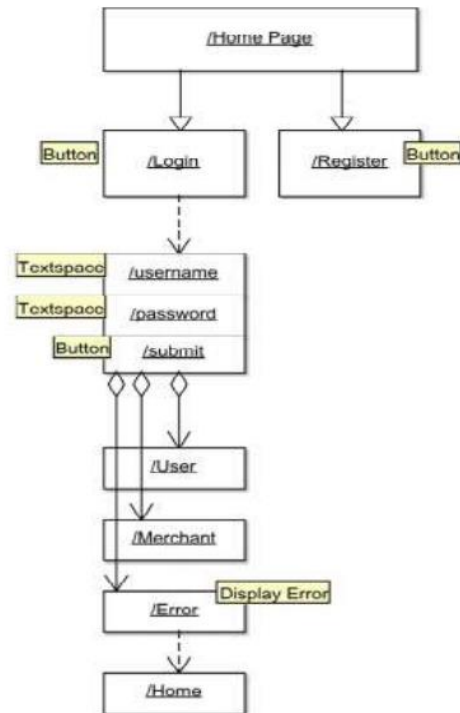 /Home Page
Button
/Login
/Register
Button
Textspace
/username
Textspace
/password
Button
/submit
/User
/Merchant
Display Error
/Error
/Home